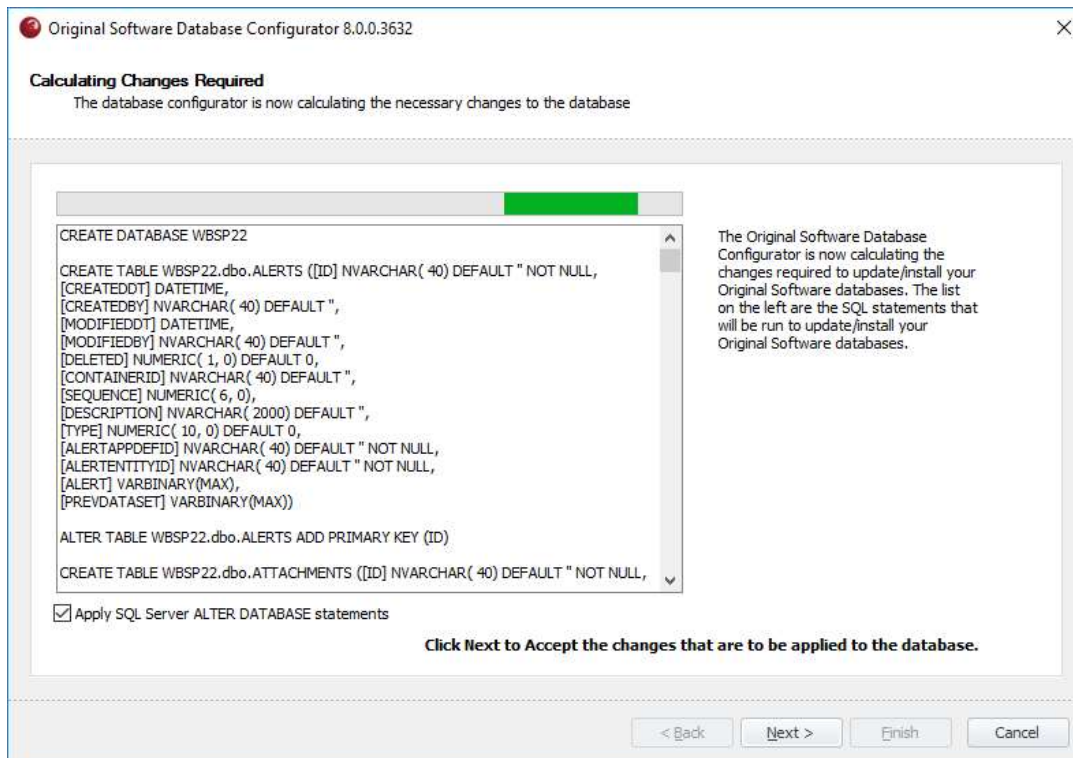 Original Software Database Configurator 8.0.0.3632
Calculating Changes Required
The database configurator is now calculating the necessary changes to the database
CREATE DATABASE WBSP22
CREATE TABLE WBSP22.dbo.ALERTS ([ID] NVARCHAR( 40) DEFAULT '' NOT NULL,
[CREATEDDT] DATETIME,
[CREATEDBY] NVARCHAR( 40) DEFAULT '',
[MODIFIEDDT] DATETIME,
[MODIFIEDBY] NVARCHAR( 40) DEFAULT '',
[DELETED] NUMERIC( 1, 0) DEFAULT 0,
[CONTAINERID] NVARCHAR( 40) DEFAULT '',
[SEQUENCE] NUMERIC( 6, 0),
[DESCRIPTION] NVARCHAR( 2000) DEFAULT '',
[TYPE] NUMERIC( 10, 0) DEFAULT 0,
[ALERTAPPDEFID] NVARCHAR( 40) DEFAULT '' NOT NULL,
[ALERTENTITYID] NVARCHAR( 40) DEFAULT '' NOT NULL,
[ALERT] VARBINARY(MAX),
[PREVDATASET] VARBINARY(MAX))
ALTER TABLE WBSP22.dbo.ALERTS ADD PRIMARY KEY (ID)
CREATE TABLE WBSP22.dbo.ATTACHMENTS ([ID] NVARCHAR( 40) DEFAULT '' NOT NULL,
The Original Software Database
Configurator is now calculating the
changes required to update/install your
Original Software databases. The list
on the left are the SQL statements that
will be run to update/install your
Original Software databases.
Apply SQL Server ALTER DATABASE statements
Click Next to Accept the changes that are to be applied to the database.
< Back Next > Finish Cancel